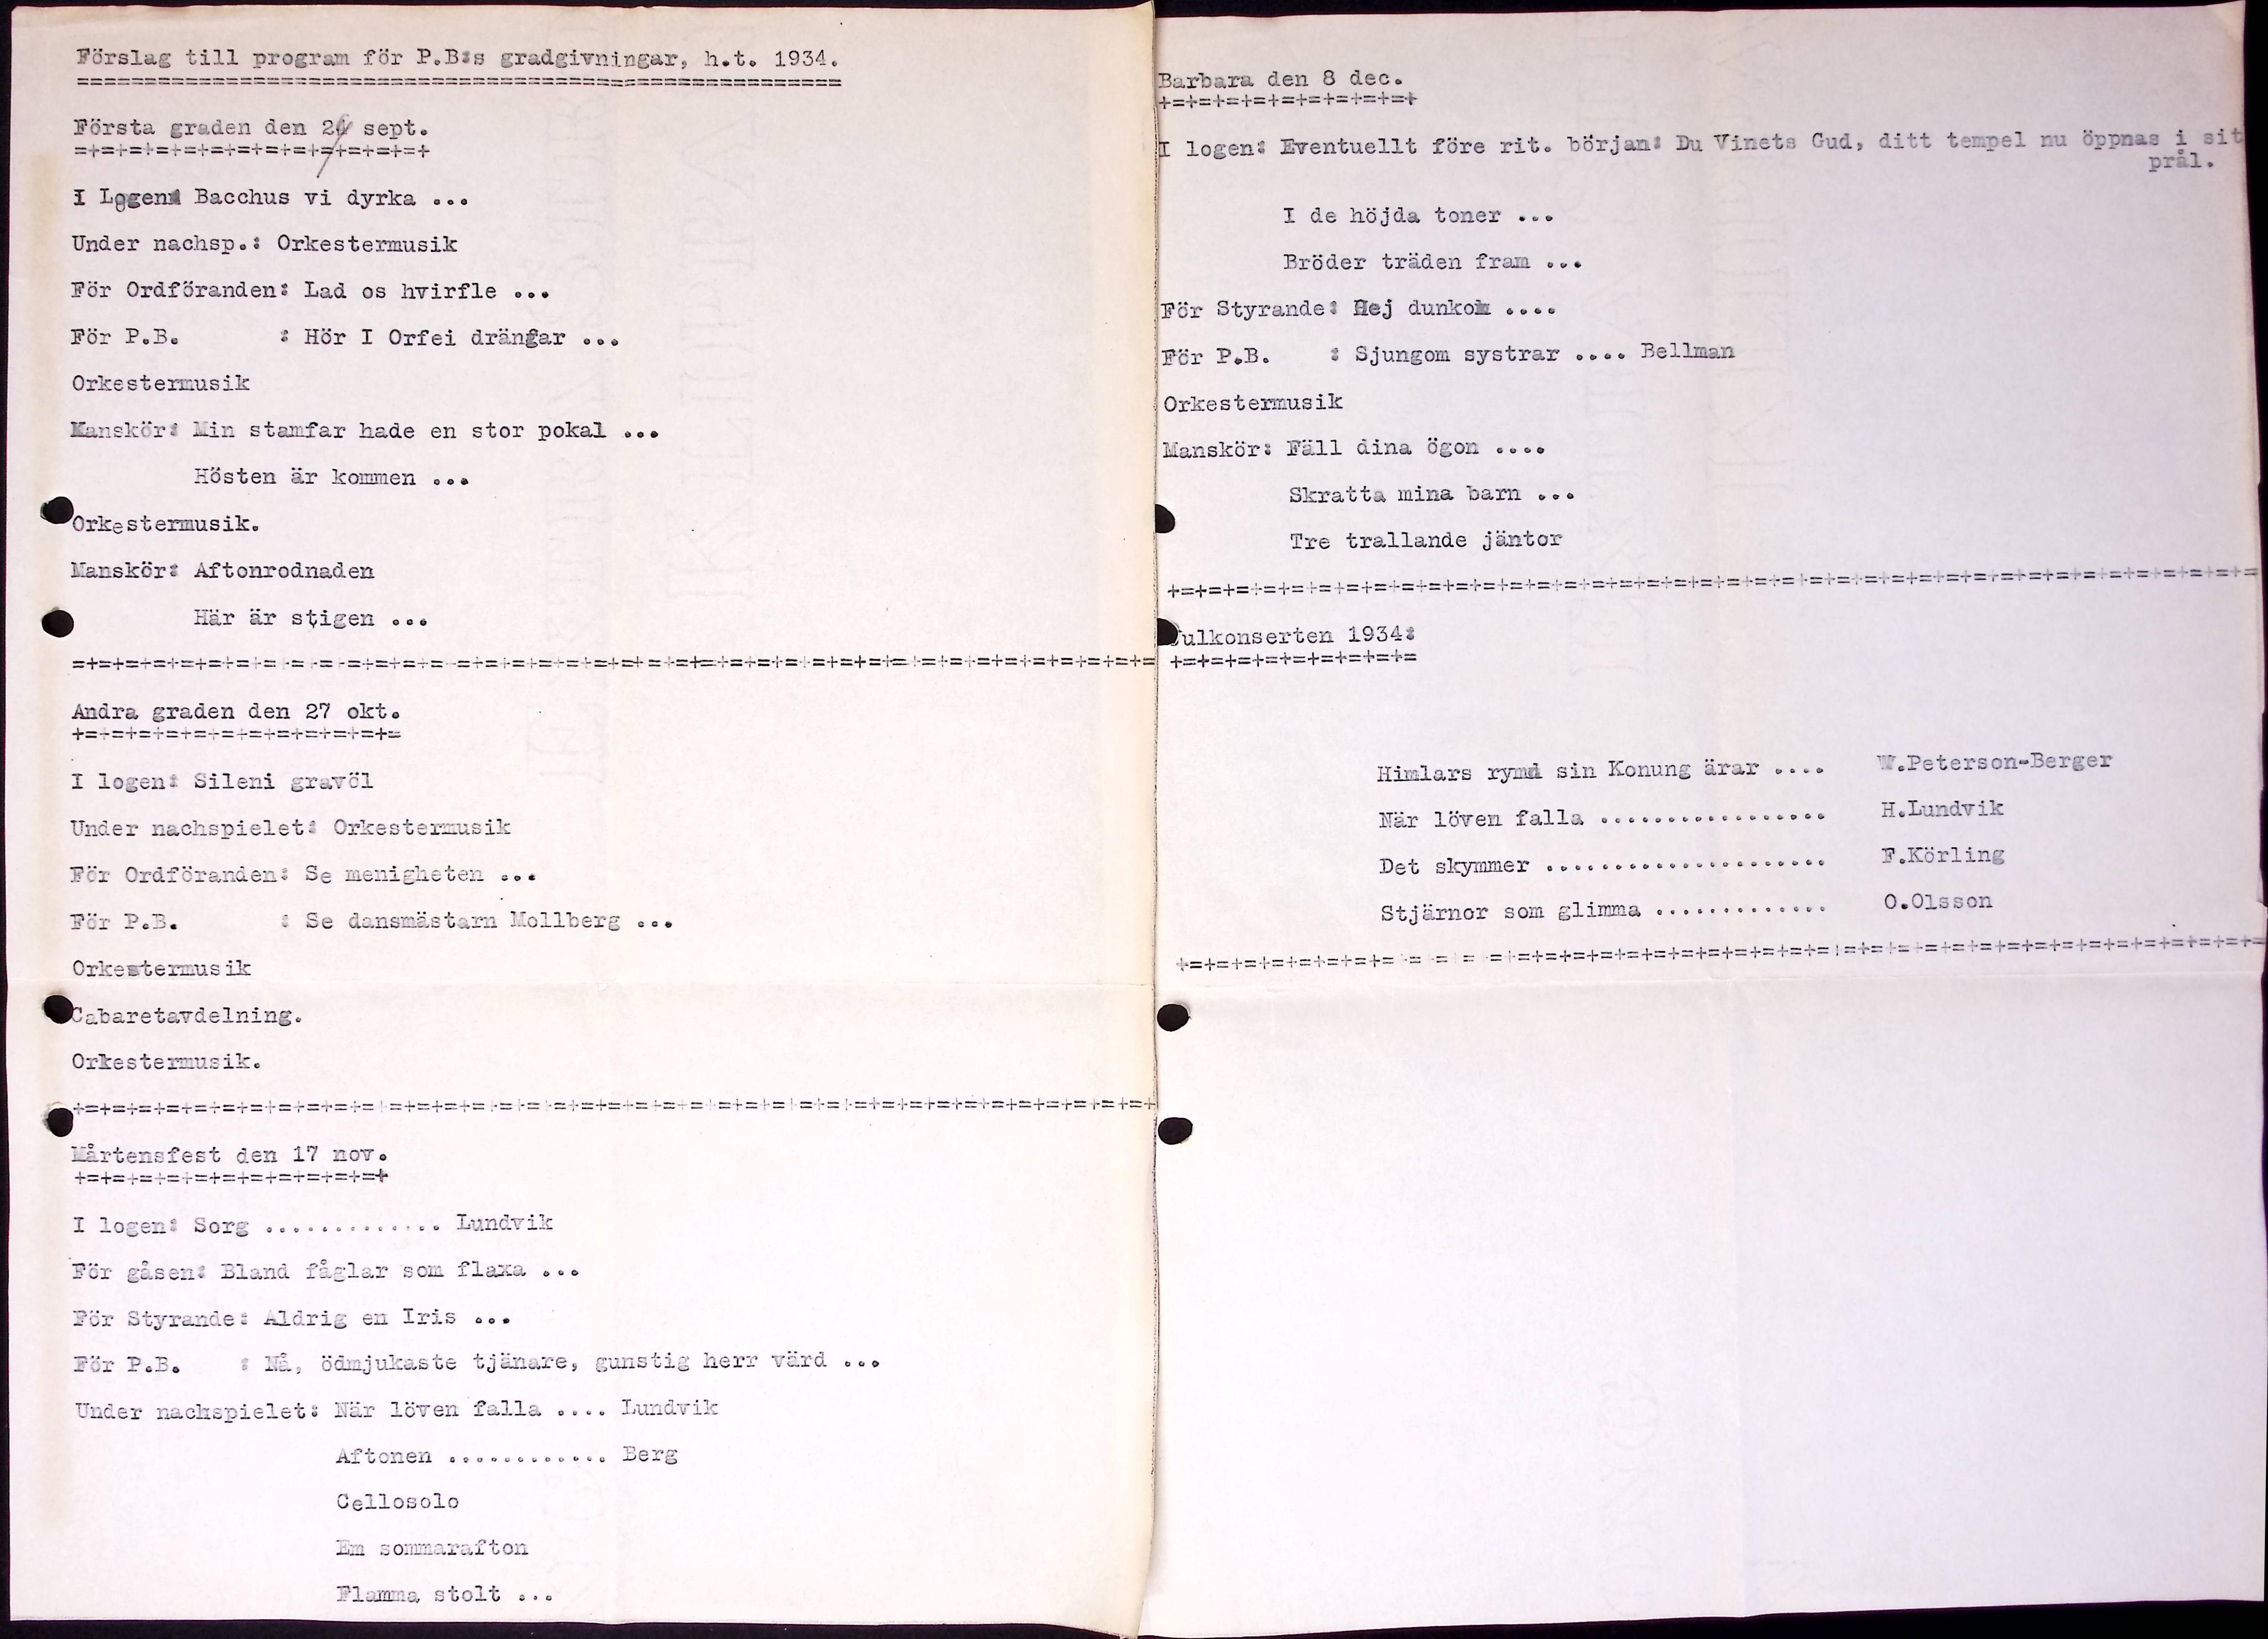 Förslag till program för P.B:s gradgivningar, h.t. 1934.
=======================================================
Första graden den 2 sept.
=+=+=+=+=+=+=+=+=+=+=+=+=+
I Logen: Bacchus vi dyrka ...
Under nachsp.: Orkestermusik
För Ordföranden: Lad os hvirfle ...
För P.B. : Hör I Orfei drängar ...
Orkestermusik
Manskör: Min stamfar hade en stor pokal ...
Hösten är kommen ...
Orkestermusik.
Manskör: Aftonrodnaden
Här är stigen ...
=+=+=+=+=+=+=+=+=+=+=+=+=+=+=+=+=+=+=+=+=+=+=+=+=+=+=+=+=+=+=+=+=+=+=+=+=+=+=+=
Andra graden den 27 okt.
+=+=+=+=+=+=+=+=+=+=+=+=
I logen: Sileni gravöl
Under nachspielet: Orkestermusik
För Ordföranden: Se menigheten ...
För P.B. : Se dansmästarn Mollberg ...
Orkestermusik
Cabaretavdelning.
Orkestermusik.
+=+=+=+=+=+=+=+=+=+=+=+=+=+=+=+=+=+=+=+=+=+=+=+=+=+=+=+=+=+=+=+=+=+=+=+=+=+=+=+
Mårtensfest den 17 nov.
+=+=+=+=+=+=+=+=+=+=+=+
I logen: Sorg ............. Lundvik
För gåsen: Bland fåglar som flaxa ...
För Styrande: Aldrig en Iris ...
För P.B. : Nå, ödmjukaste tjänare, gunstig herr värd ...
Under nachspielet: När löven falla .... Lundvik
Aftonen ............ Berg
Cellosolo
Em sommarafton
Flamma stolt ...
Barbara den 8 dec.
+=+=+=+=+=+=+=+=+=+
I logen: Eventuellt före rit. början: Du Vinets Gud, ditt tempel nu öppnas i sit
prål.
I de höjda toner ...
Bröder träden fram ...
För Styrande: Hej dunkom ....
För P.B. : Sjungom systrar .... Bellman
Orkestermusik
Manskör: Fäll dina ögon ....
Skratta mina barn ...
Tre trallande jäntor
+=+=+=+=+=+=+=+=+=+=+=+=+=+=+=+=+=+=+=+=+=+=+=+=+=+=+=+=+=+=+=+=+=+=+=+=+=+=+=+=
Julkonserten 1934:
+=+=+=+=+=+=+=+=+=
Himlars rymd sin Konung ärar .... W.Peterson-Berger
När löven falla ................. H.Lundvik
Det skymmer ..................... F.Körling
Stjärnor som glimma ............. O.Olsson
+=+=+=+=+=+=+=+=+=+=+=+=+=+=+=+=+=+=+=+=+=+=+=+=+=+=+=+=+=+=+=+=+=+=+=+=+=+=+=+=